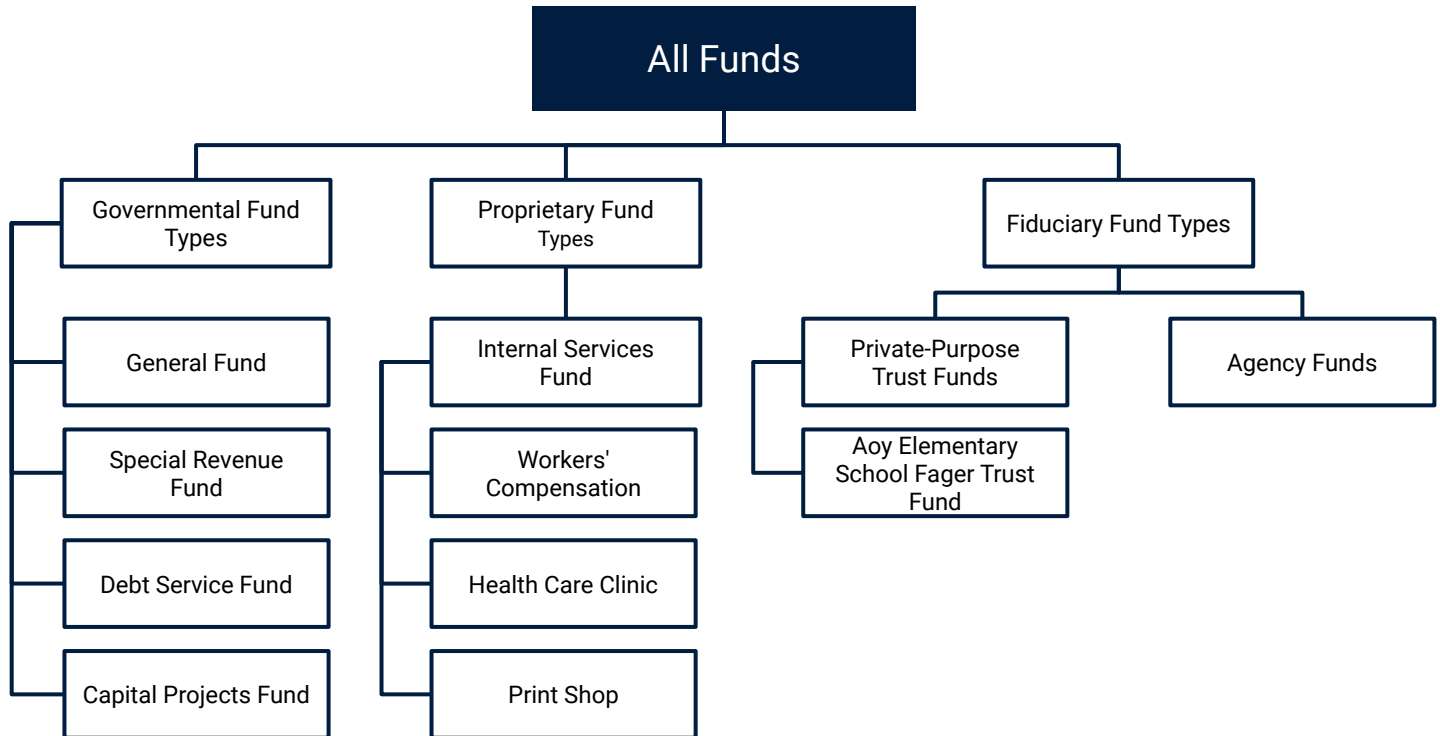 All Funds
Governmental Fund
Types
Proprietary Fund
Types
Fiduciary Fund Types
General Fund
Internal Services
Fund
Private-Purpose
Trust Funds
Agency Funds
Special Revenue
Fund
Workers'
Compensation
Aoy Elementary
School Fager Trust
Fund
Debt Service Fund
Health Care Clinic
Capital Projects Fund
Print Shop